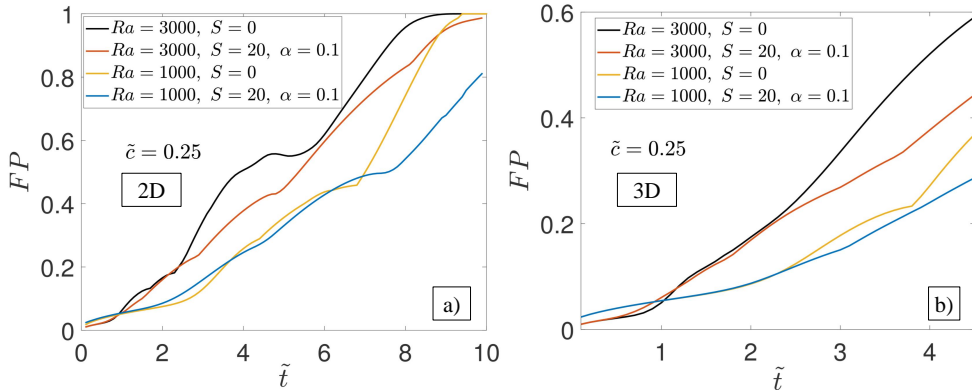 1
0.8
0.6
0.4
0.2
0
FP
Ra = 3000, S = 0
Ra = 3000, S = 20, α = 0.1
Ra = 1000, S = 0
Ra = 1000, S = 20, α = 0.1
c̃ = 0.25
2D
a)
0 2 4 6 8 10
t̃
0.6
0.4
0.2
0
FP
Ra = 3000, S = 0
Ra = 3000, S = 20, α = 0.1
Ra = 1000, S = 0
Ra = 1000, S = 20, α = 0.1
c̃ = 0.25
3D
b)
1 2 3 4
t̃